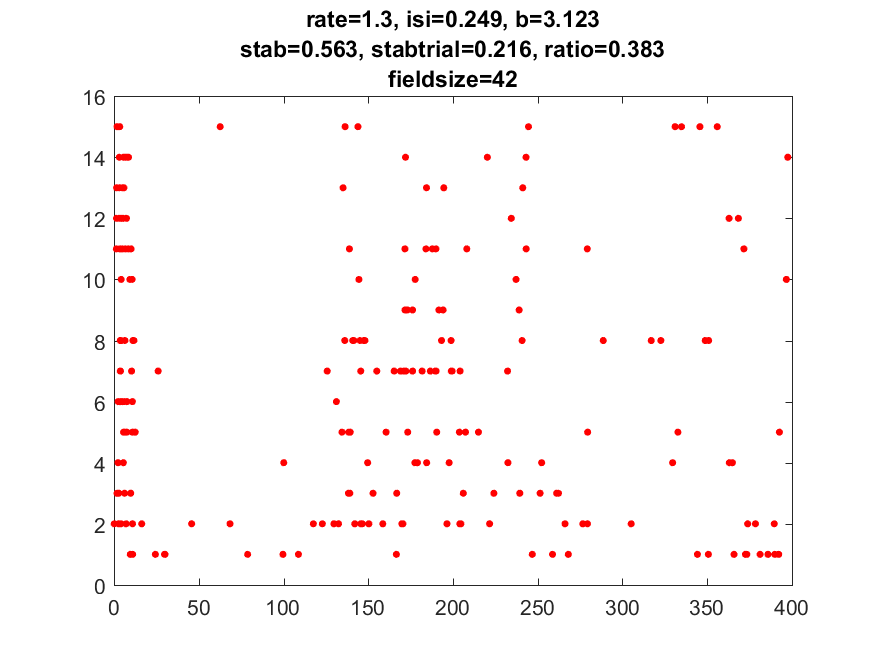 rate=1.3, isi=0.249, b=3.123
stab=0.563, stabtrial=0.216, ratio=0.383
fieldsize=42
16
14
12
10
8
6
4
2
0
0 50 100 150 200 250 300 350 400